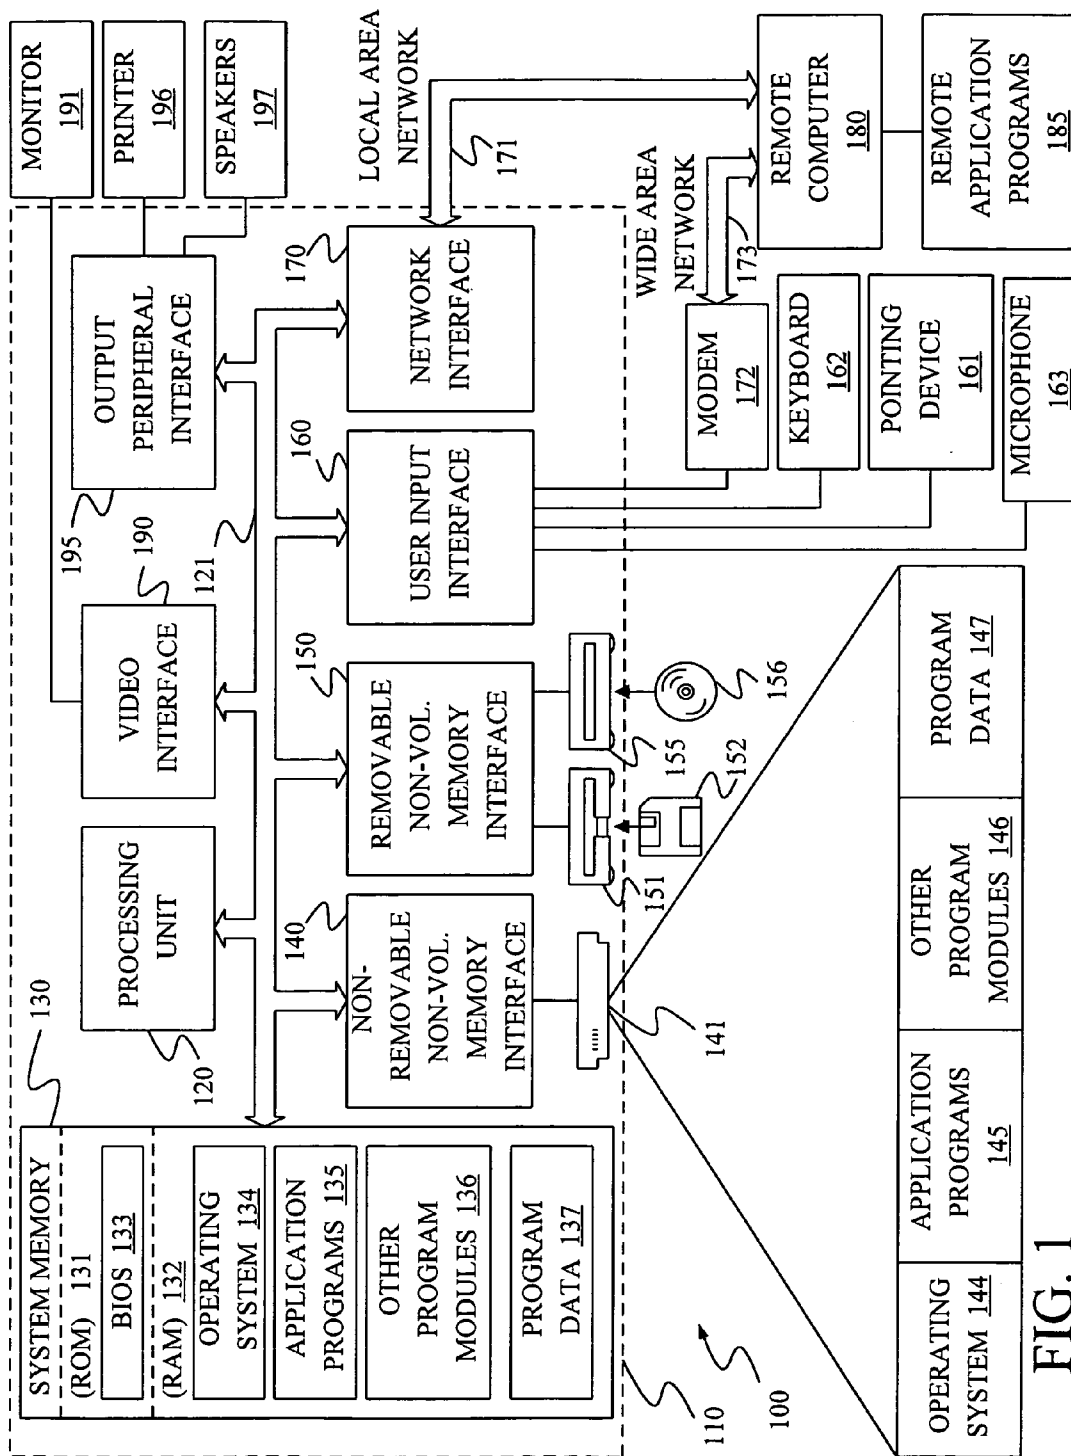 SYSTEM MEMORY
(ROM) 131
BIOS 133
(RAM) 132
OPERATING
SYSTEM 134
APPLICATION
PROGRAMS 135
OTHER
PROGRAM
MODULES 136
PROGRAM
DATA 137
130
PROCESSING
UNIT
120
VIDEO
INTERFACE
190
OUTPUT
PERIPHERAL
INTERFACE
195
121
MONITOR
191
PRINTER
196
SPEAKERS
197
NON-
REMOVABLE
NON-VOL.
MEMORY
INTERFACE
140
REMOVABLE
NON-VOL.
MEMORY
INTERFACE
150
USER INPUT
INTERFACE
160
NETWORK
INTERFACE
170
LOCAL AREA
NETWORK
171
141
151
152
155
156
WIDE AREA
NETWORK
173
MODEM
172
KEYBOARD
162
POINTING
DEVICE
161
MICROPHONE
163
REMOTE
COMPUTER
180
REMOTE
APPLICATION
PROGRAMS
185
110
100
OPERATING
SYSTEM 144
APPLICATION
PROGRAMS
145
OTHER
PROGRAM
MODULES 146
PROGRAM
DATA 147
FIG. 1